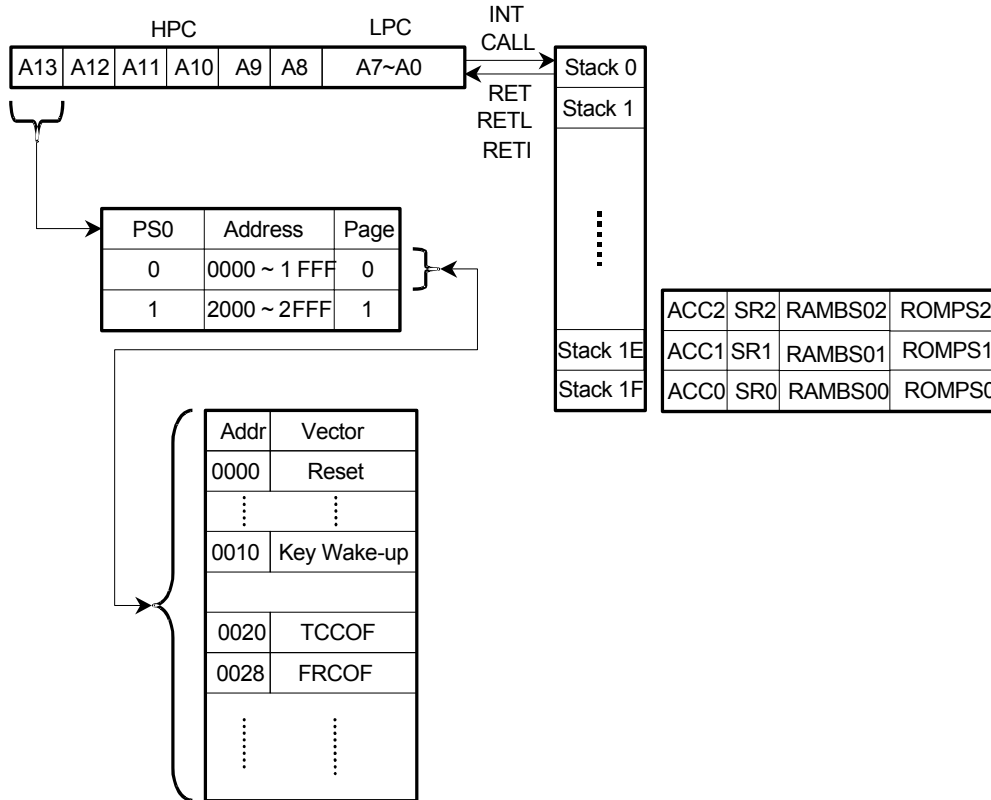 HPC LPC
A13 A12 A11 A10 A9 A8 A7~A0
INT
CALL
RET
RETL
RETI
Stack 0
Stack 1
Stack 1E
Stack 1F
PS0 Address Page
0 0000 ~ 1 FFF 0
1 2000 ~ 2FFF 1
ACC2 SR2 RAMBS02 ROMPS2
ACC1 SR1 RAMBS01 ROMPS1
ACC0 SR0 RAMBS00 ROMPS0
Addr Vector
0000 Reset
0010 Key Wake-up
0020 TCCOF
0028 FRCOF